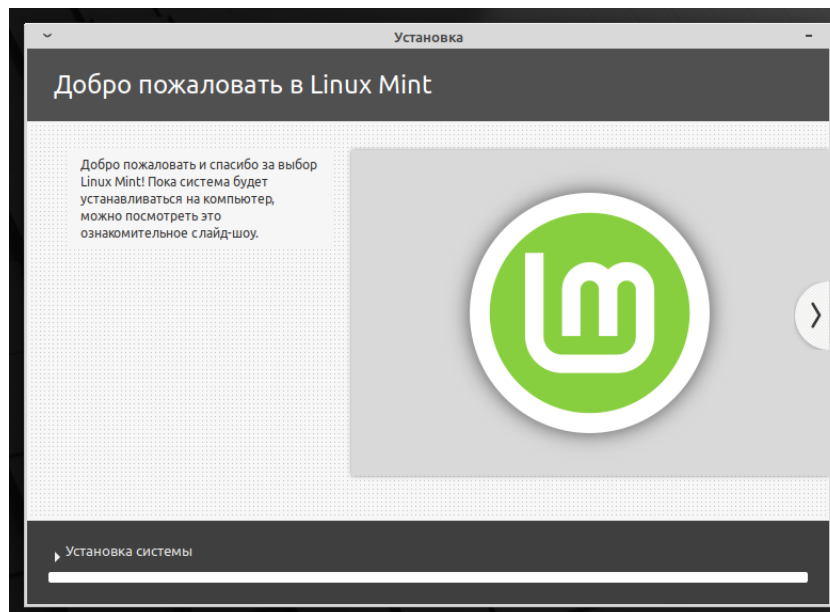 Установка
Добро пожаловать в Linux Mint
Добро пожаловать и спасибо за выбор
Linux Mint! Пока система будет
устанавливаться на компьютер,
можно посмотреть это
ознакомительное слайд-шоу.
lm
Установка системы